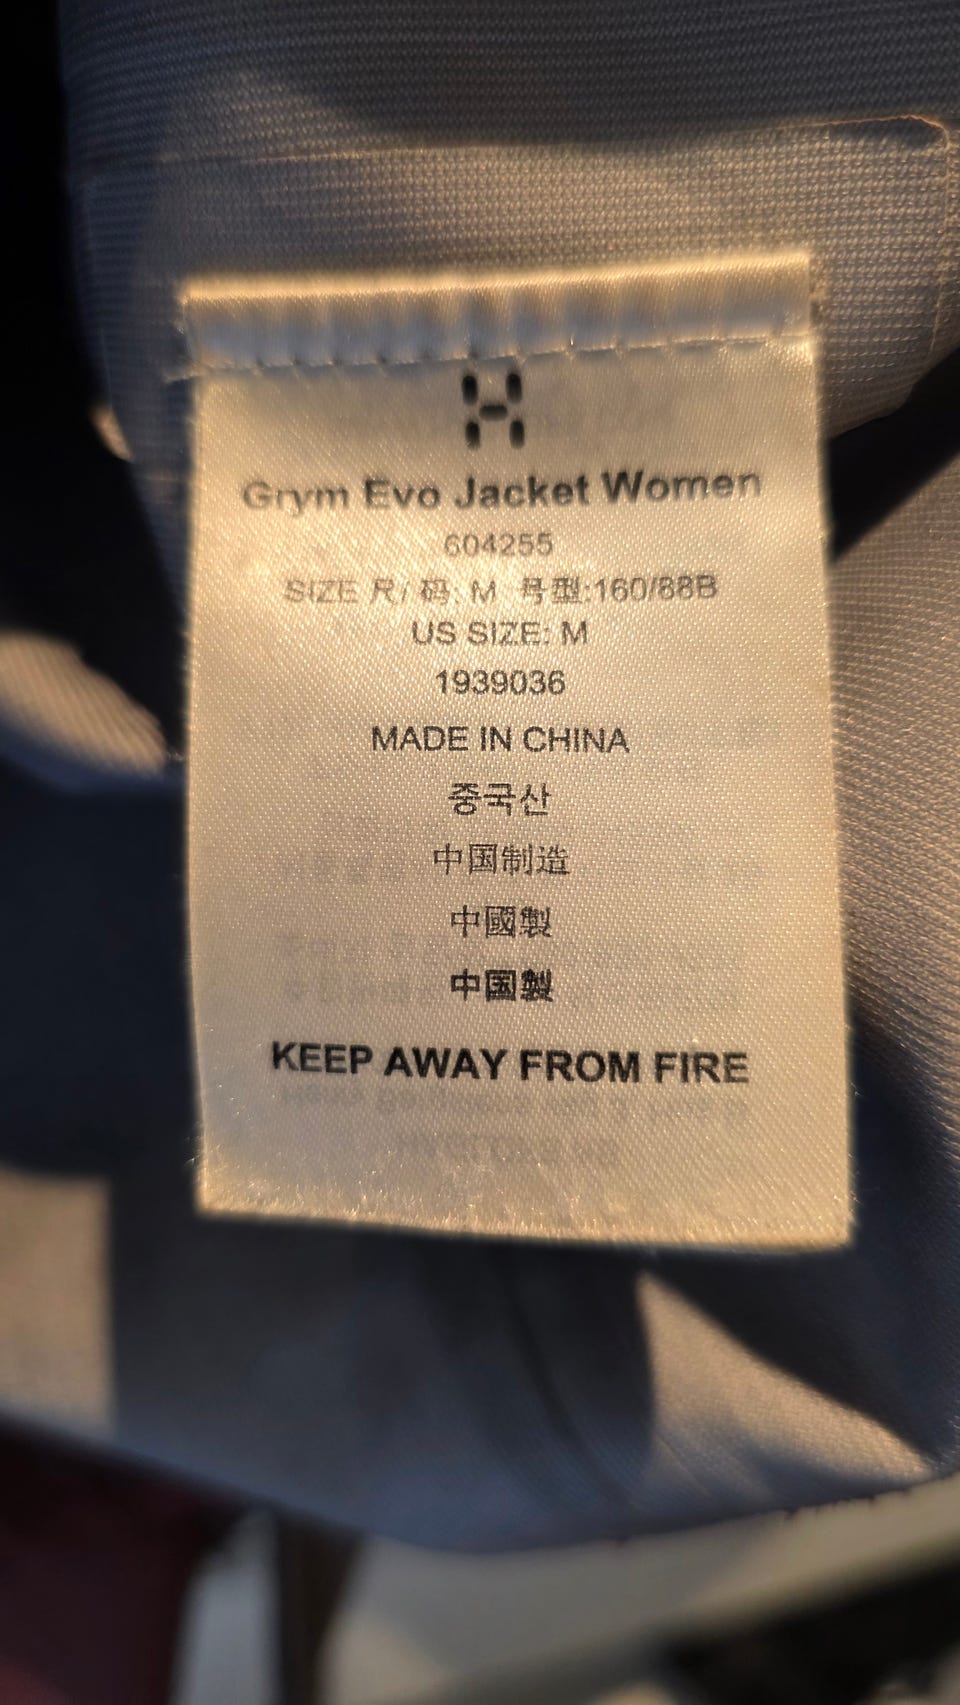 Grym Evo Jacket Women
604255
SIZE 尺/ 码: M 号型:160/88B
US SIZE: M
1939036
MADE IN CHINA
중국산
中国制造
中國製
中国製
KEEP AWAY FROM FIRE